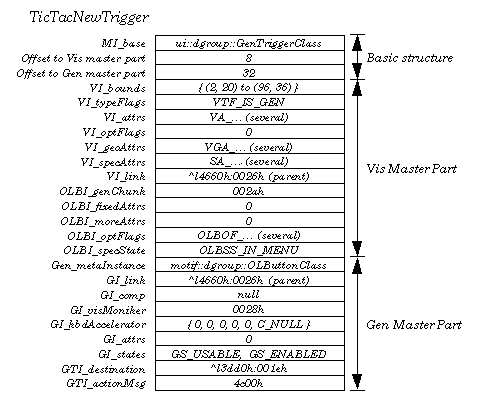 TicTacNewTrigger
MI_base ui::dgroup::GenTriggerClass
Offset to Vis master part 8
Offset to Gen master part 32
Basic structure
VI_bounds { (2, 20) to (96, 36) }
VI_typeFlags VTF_IS_GEN
VI_attrs VA_... (several)
VI_optFlags 0
VI_geoAttrs VGA_... (several)
VI_specAttrs SA_... (several)
VI_link ^l4660h:0026h (parent)
OLBI_genChunk 002ah
OLBI_fixedAttrs 0
OLBI_moreAttrs 0
OLBI_optFlags OLBOF_... (several)
OLBI_specState OLBSS_IN_MENU
Vis Master Part
Gen_metaInstance motif::dgroup::OLButtonClass
GI_link ^l4660h:0026h (parent)
GI_comp null
GI_visMoniker 0028h
GI_kbdAccelerator { 0, 0, 0, 0, C_NULL }
GI_attrs 0
GI_states GS_USABLE, GS_ENABLED
GTI_destination ^l3dd0h:001eh
GTI_actionMsg 4c00h
Gen Master Part